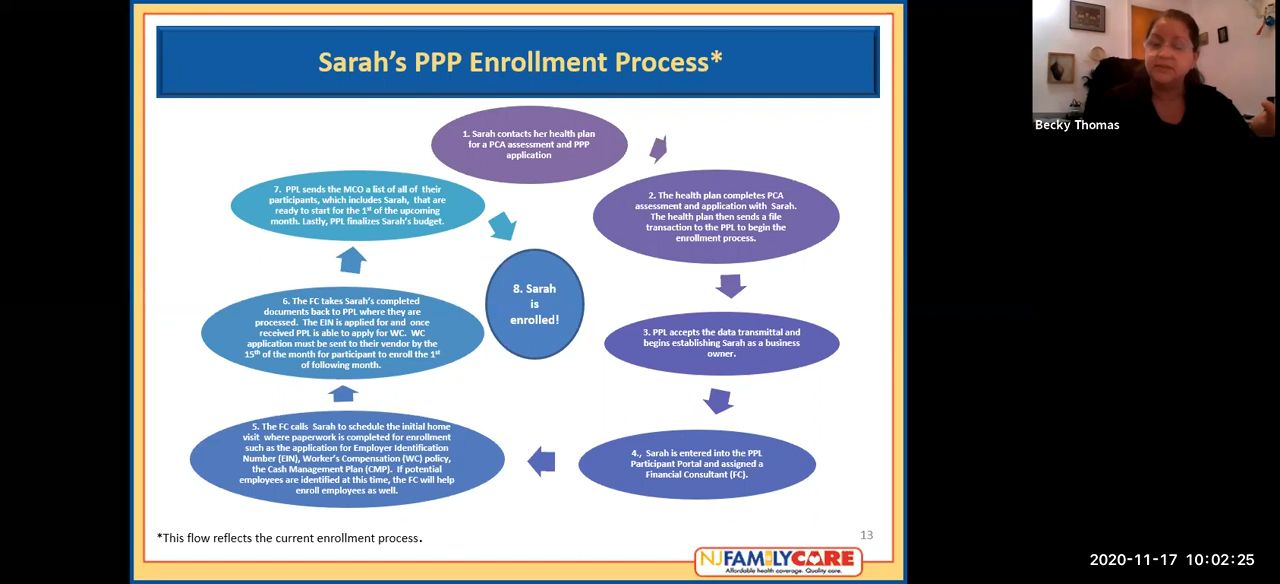 Sarah's PPP Enrollment Process*
1. Sarah contacts her health plan
for a PCA assessment and PPP
application
2. The health plan completes PCA
assessment and application with Sarah.
The health plan then sends a file
transaction to the PPL to begin the
enrollment process.
3. PPL accepts the data transmittal and
begins establishing Sarah as a business
owner.
4., Sarah is entered into the PPL
Participant Portal and assigned a
Financial Consultant (FC).
5. The FC calls Sarah to schedule the initial home
visit where paperwork is completed for enrollment
such as the application for Employer Identification
Number (EIN), Worker's Compensation (WC) policy,
the Cash Management Plan (CMP). If potential
employees are identified at this time, the FC will help
enroll employees as well.
6. The FC takes Sarah's completed
documents back to PPL where they are
processed. The EIN is applied for and once
received PPL is able to apply for WC. WC
application must be sent to their vendor by the
15th of the month for participant to enroll the 1st
of following month.
7. PPL sends the MCO a list of all of their
participants, which includes Sarah, that are
ready to start for the 1st of the upcoming
month. Lastly, PPL finalizes Sarah's budget.
8. Sarah
is
enrolled!
*This flow reflects the current enrollment process.
13
NJFAMILYCARE
Affordable health coverage. Quality care.
Becky Thomas
2020-11-17 10:02:25